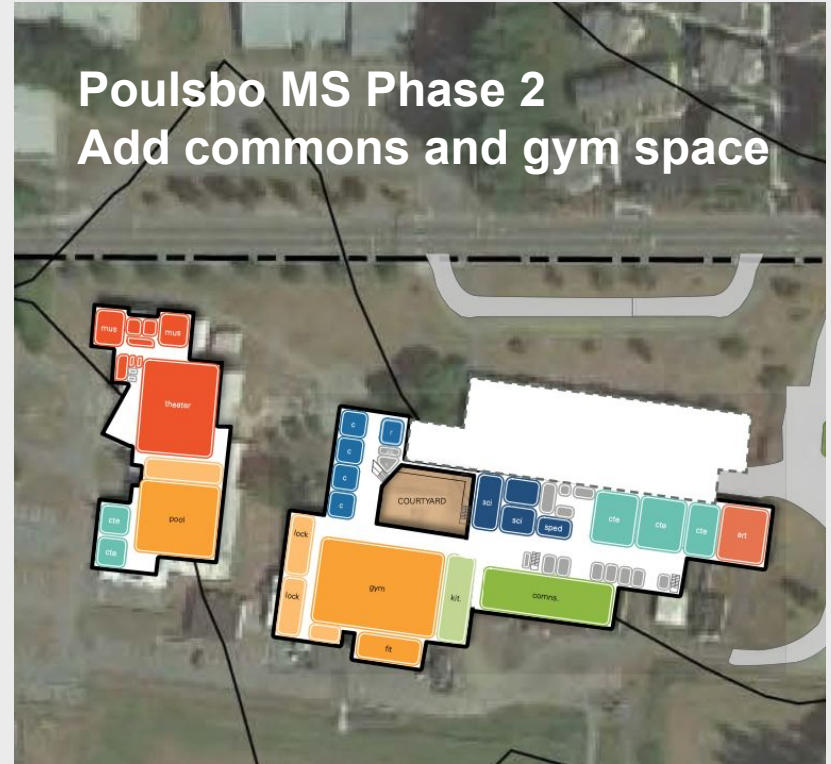 Poulsbo MS Phase 2
Add commons and gym space
mus
mus
theater
pool
cte
cte
c
c
c
c
r
COURTYARD
sci
sci
sped
cte
cte
cte
art
lock
lock
gym
kit.
fit
comns.